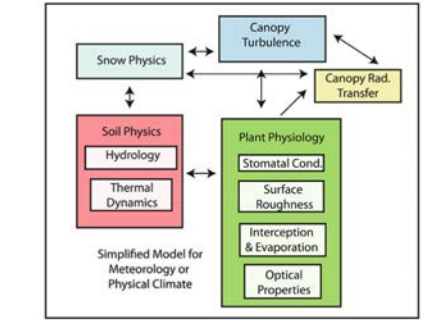 Canopy
Turbulence
Snow Physics
Canopy Rad.
Transfer
Soil Physics
Hydrology
Thermal
Dynamics
Plant Physiology
Stomatal Cond.
Surface
Roughness
Interception
& Evaporation
Optical
Properties
Simplified Model for
Meteorology or
Physical Climate